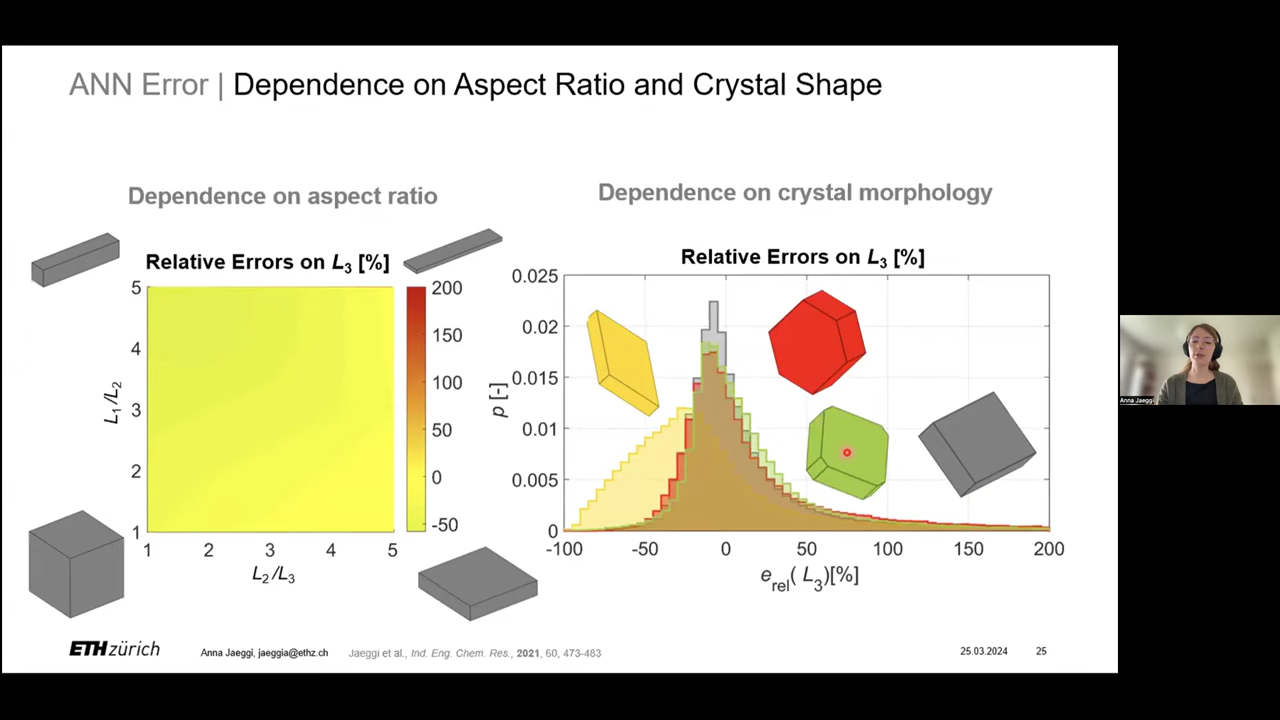 ANN Error | Dependence on Aspect Ratio and Crystal Shape
Dependence on aspect ratio
Relative Errors on L3 [%]
5
4
3
2
1
L1/L2
1 2 3 4 5
L2/L3
200
150
100
50
0
-50
Dependence on crystal morphology
Relative Errors on L3 [%]
0.025
0.02
0.015
0.01
0.005
0
p [-]
-100 -50 0 50 100 150 200
erel( L3)[%]
Anna Jaeggi
ETH zürich
Anna Jaeggi, jaeggia@ethz.ch
Jaeggi et al., Ind. Eng. Chem. Res., 2021, 60, 473-483
25.03.2024
25